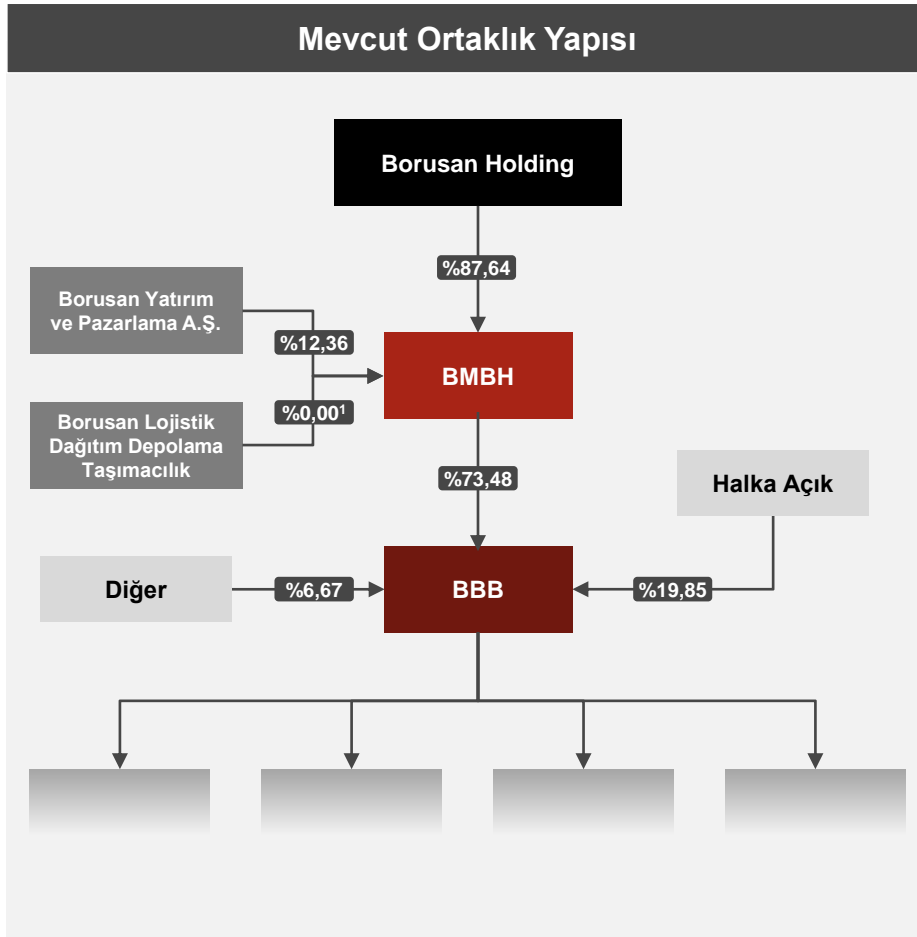 Mevcut Ortaklık Yapısı
Borusan Holding
%87,64
Borusan Yatırım
ve Pazarlama A.Ş.
%12,36
BMBH
%0,00¹
Borusan Lojistik
Dağıtım Depolama
Taşımacılık
%73,48
Halka Açık
Diğer
%6,67
BBB
%19,85